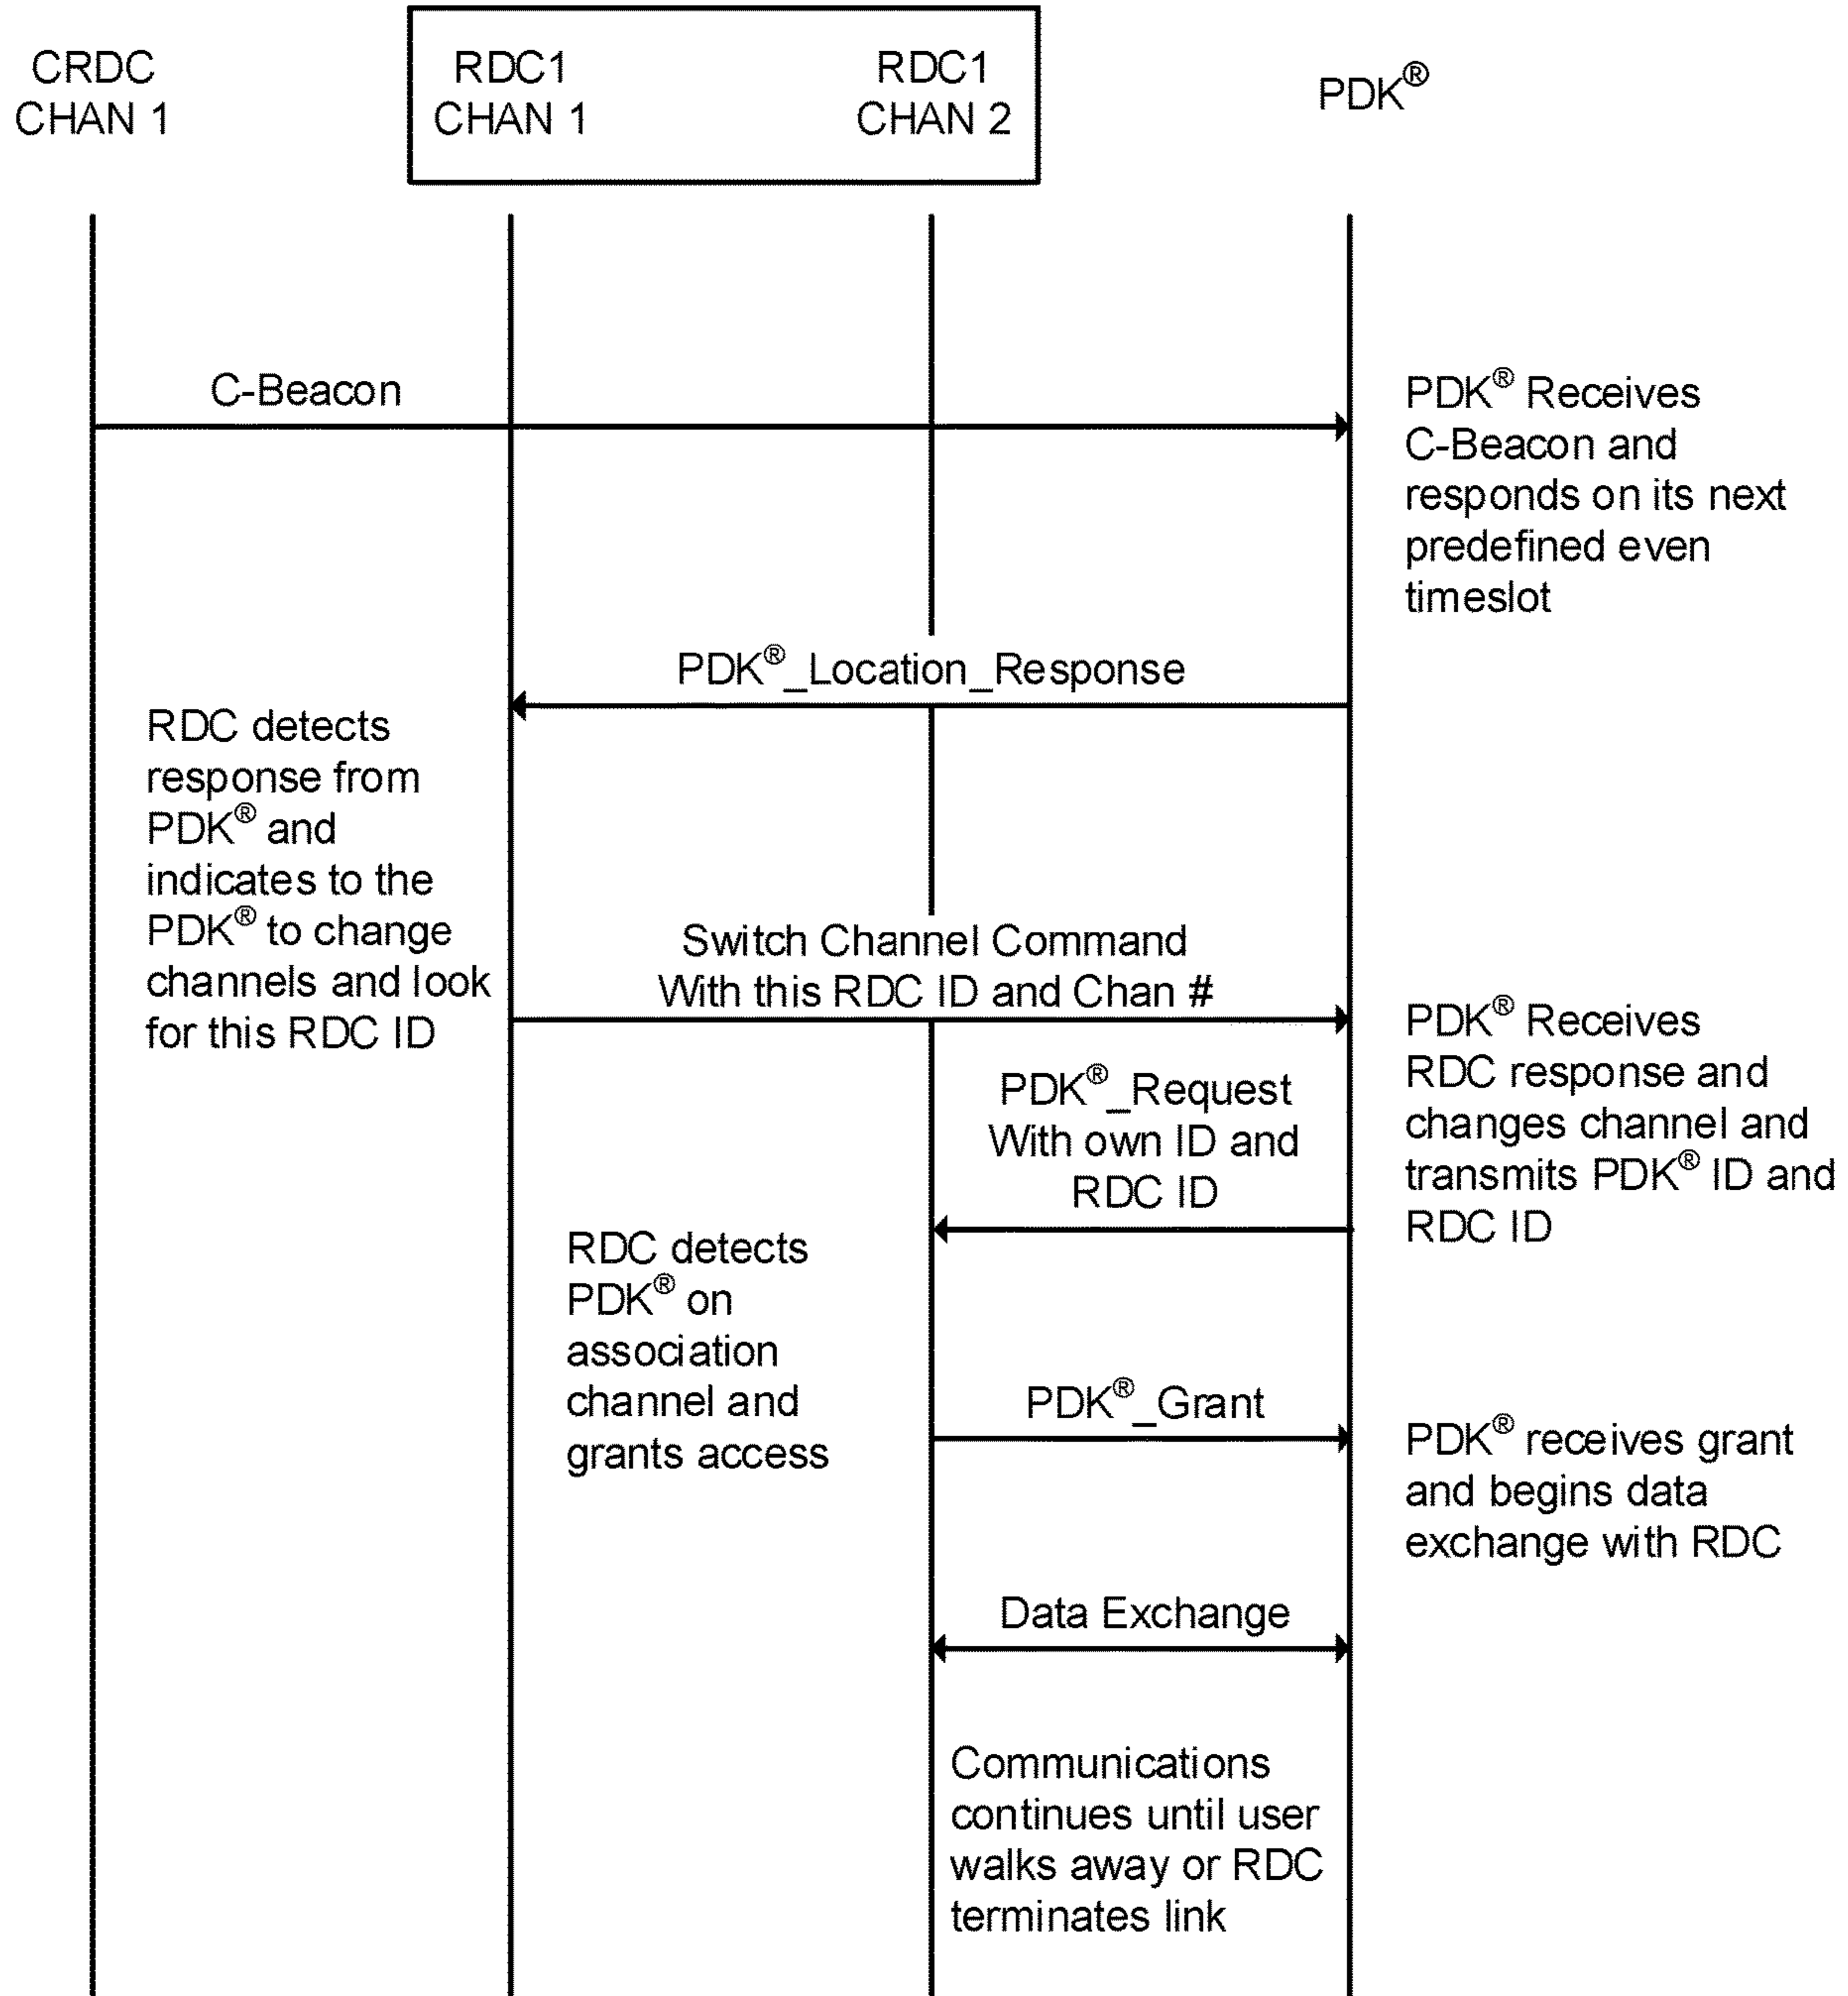 CRDC
CHAN 1
RDC1
CHAN 1
RDC1
CHAN 2
PDK®
C-Beacon
PDK® Receives
C-Beacon and
responds on its next
predefined even
timeslot
PDK®_Location_Response
RDC detects
response from
PDK® and
indicates to the
PDK® to change
channels and look
for this RDC ID
Switch Channel Command
With this RDC ID and Chan #
PDK® Receives
RDC response and
changes channel and
transmits PDK® ID and
RDC ID
PDK®_Request
With own ID and
RDC ID
RDC detects
PDK® on
association
channel and
grants access
PDK®_Grant
PDK® receives grant
and begins data
exchange with RDC
Data Exchange
Communications
continues until user
walks away or RDC
terminates link